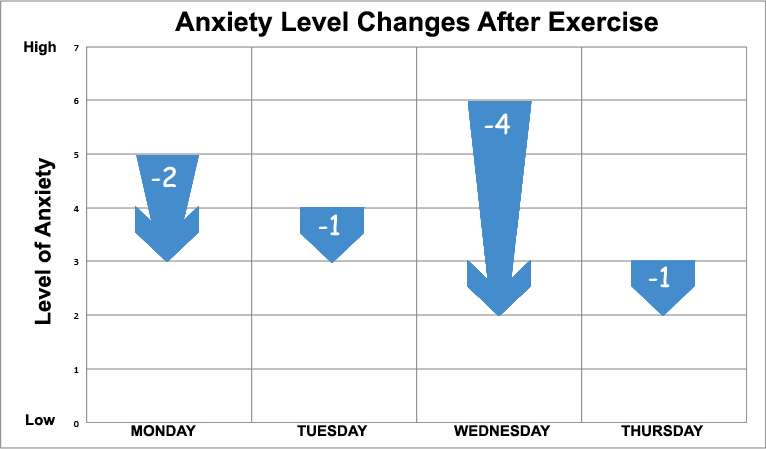 Anxiety Level Changes After Exercise
High
7
6
5
4
3
2
1
0
Low
Level of Anxiety
-2
-1
-4
-1
MONDAY
TUESDAY
WEDNESDAY
THURSDAY